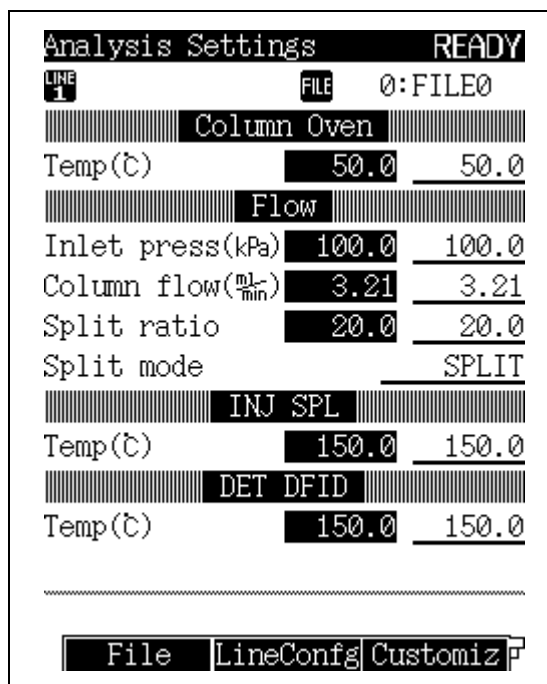 Analysis Settings READY
LINE 1 FILE 0:FILE0
Column Oven
Temp(℃) 50.0 50.0
Flow
Inlet press(kPa) 100.0 100.0
Column flow(ml/min) 3.21 3.21
Split ratio 20.0 20.0
Split mode SPLIT
INJ SPL
Temp(℃) 150.0 150.0
DET DFID
Temp(℃) 150.0 150.0
File LineConfg Customiz